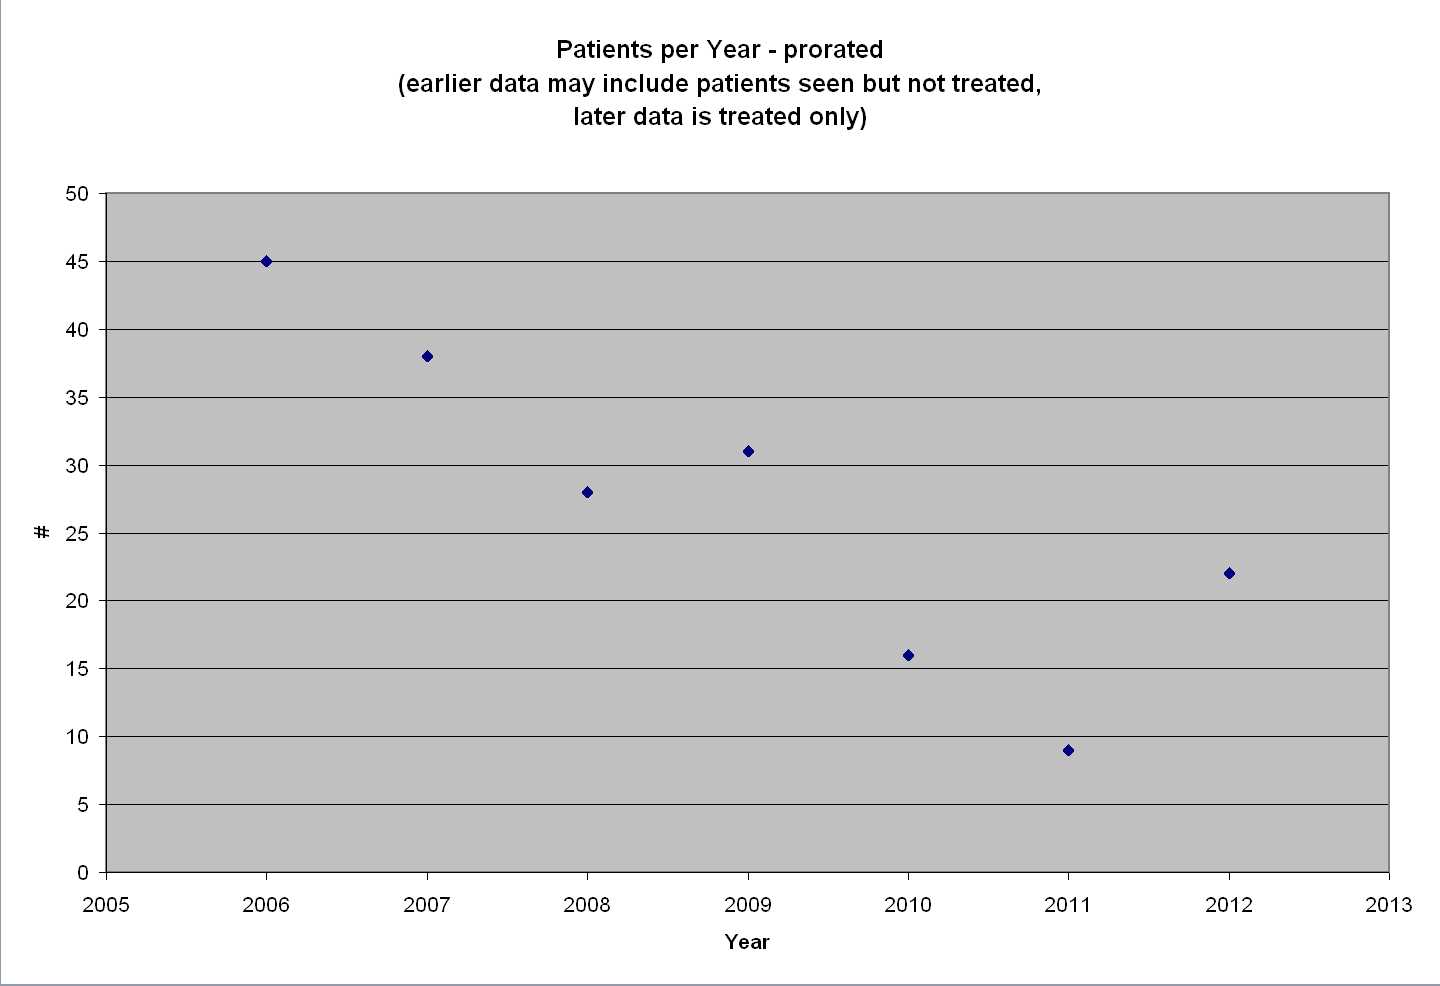 Patients per Year - prorated
(earlier data may include patients seen but not treated,
later data is treated only)
50
45
40
35
30
#
25
20
15
10
5
0
2005 2006 2007 2008 2009 2010 2011 2012 2013
Year